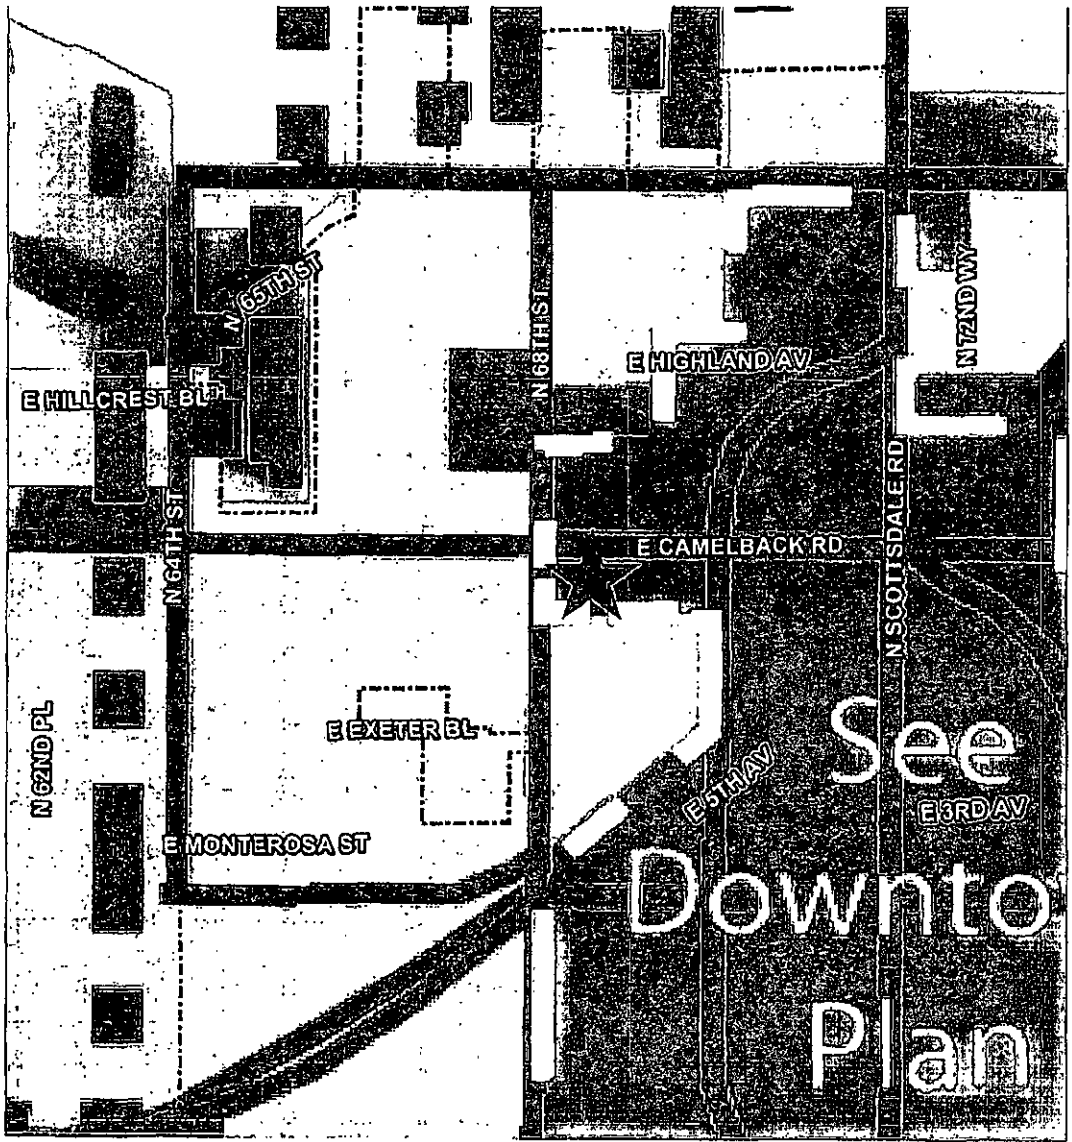 N 65TH ST
N 68TH ST
N 72ND WY
E HIGHLAND AV
E HILLCREST BL
N 64TH ST
E CAMELBACK RD
N SCOTTSDALE RD
N 62ND PL
E EXETER BL
See
E 5TH AV
E 3RD AV
E MONTEROSA ST
Downto
Plan